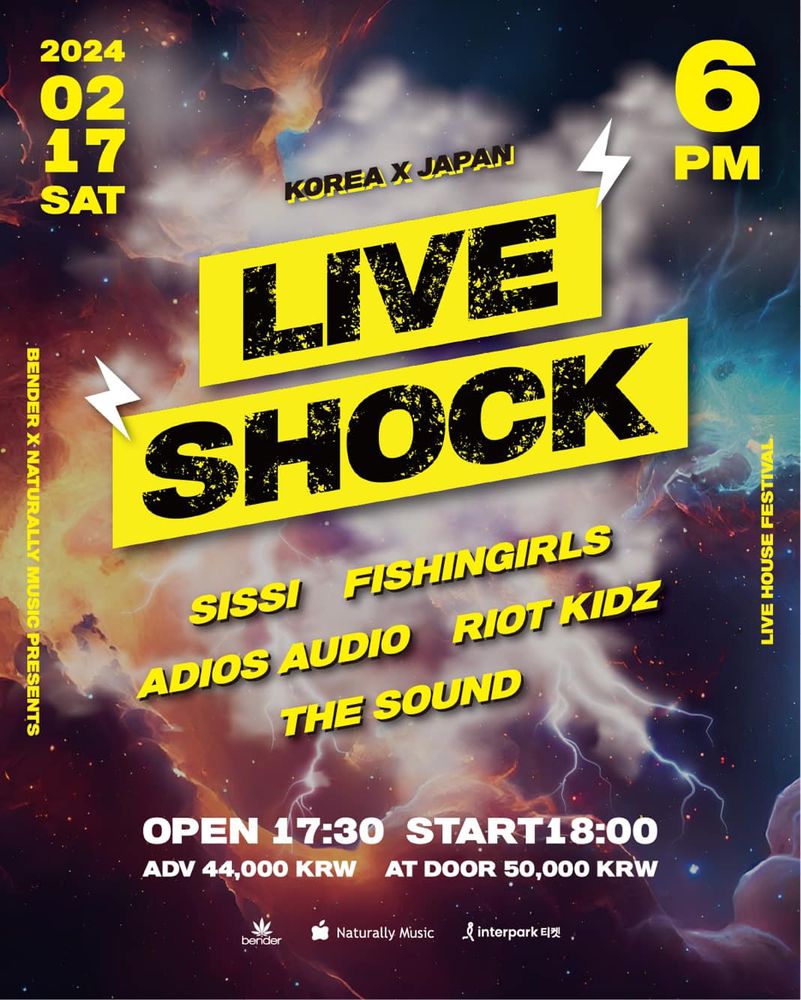 2024
02
17
SAT
6
PM
KOREA X JAPAN
LIVE
SHOCK
BENDER X NATURALLY MUSIC PRESENTS
LIVE HOUSE FESTIVAL
SISSI FISHINGIRLS
ADIOS AUDIO RIOT KIDZ
THE SOUND
OPEN 17:30 START18:00
ADV 44,000 KRW AT DOOR 50,000 KRW
bender Naturally Music interpark 티켓